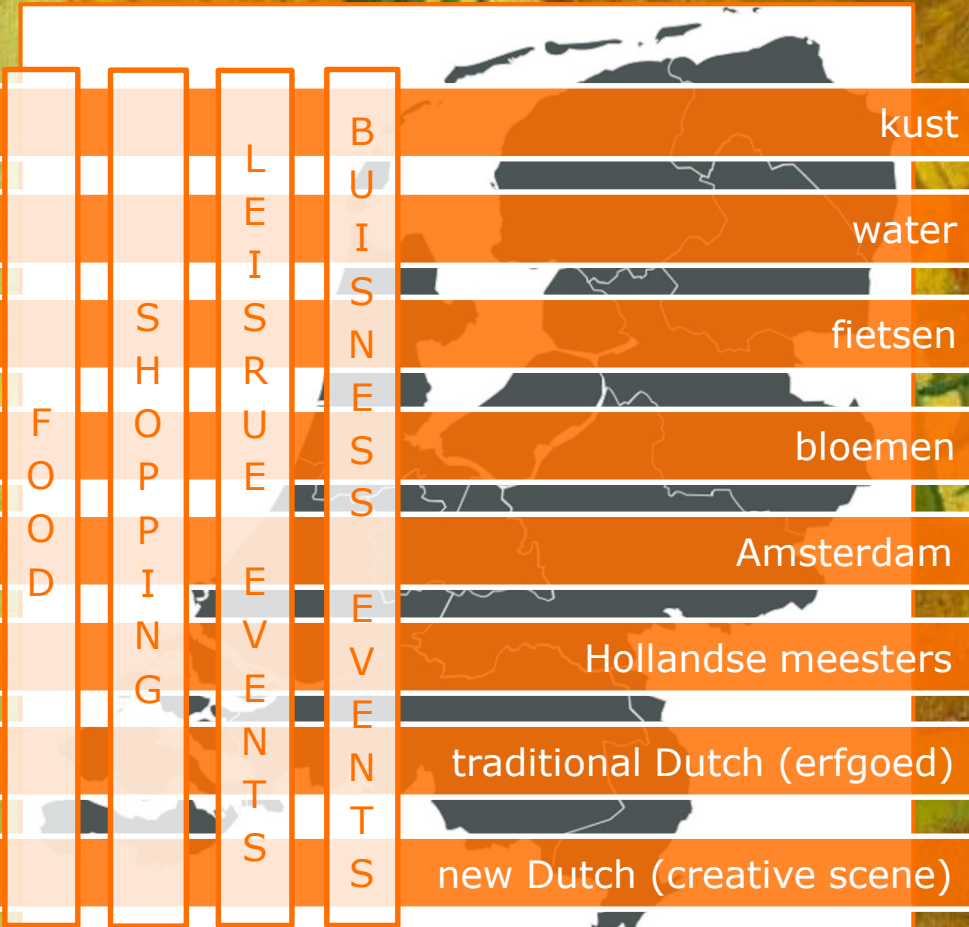 FOOD
SHOPPING
LEISRUE EVENTS
BUISNESS EVENTS
kust
water
fietsen
bloemen
Amsterdam
Hollandse meesters
traditional Dutch (erfgoed)
new Dutch (creative scene)